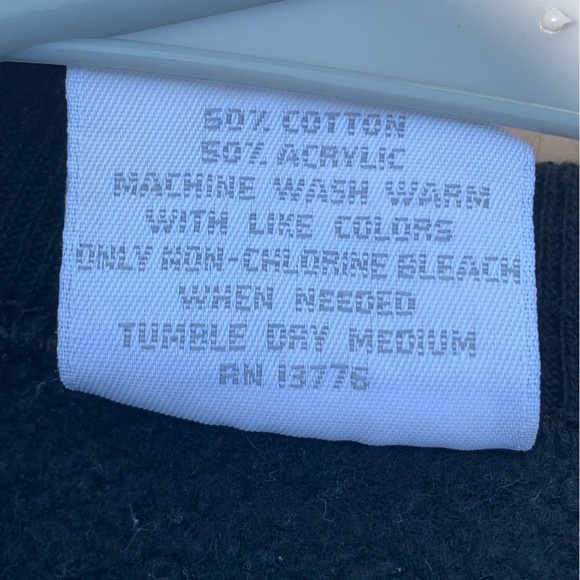 50% COTTON
50% ACRYLIC
MACHINE WASH WARM
WITH LIKE COLORS
ONLY NON-CHLORINE BLEACH
WHEN NEEDED
TUMBLE DRY MEDIUM
RN 13776